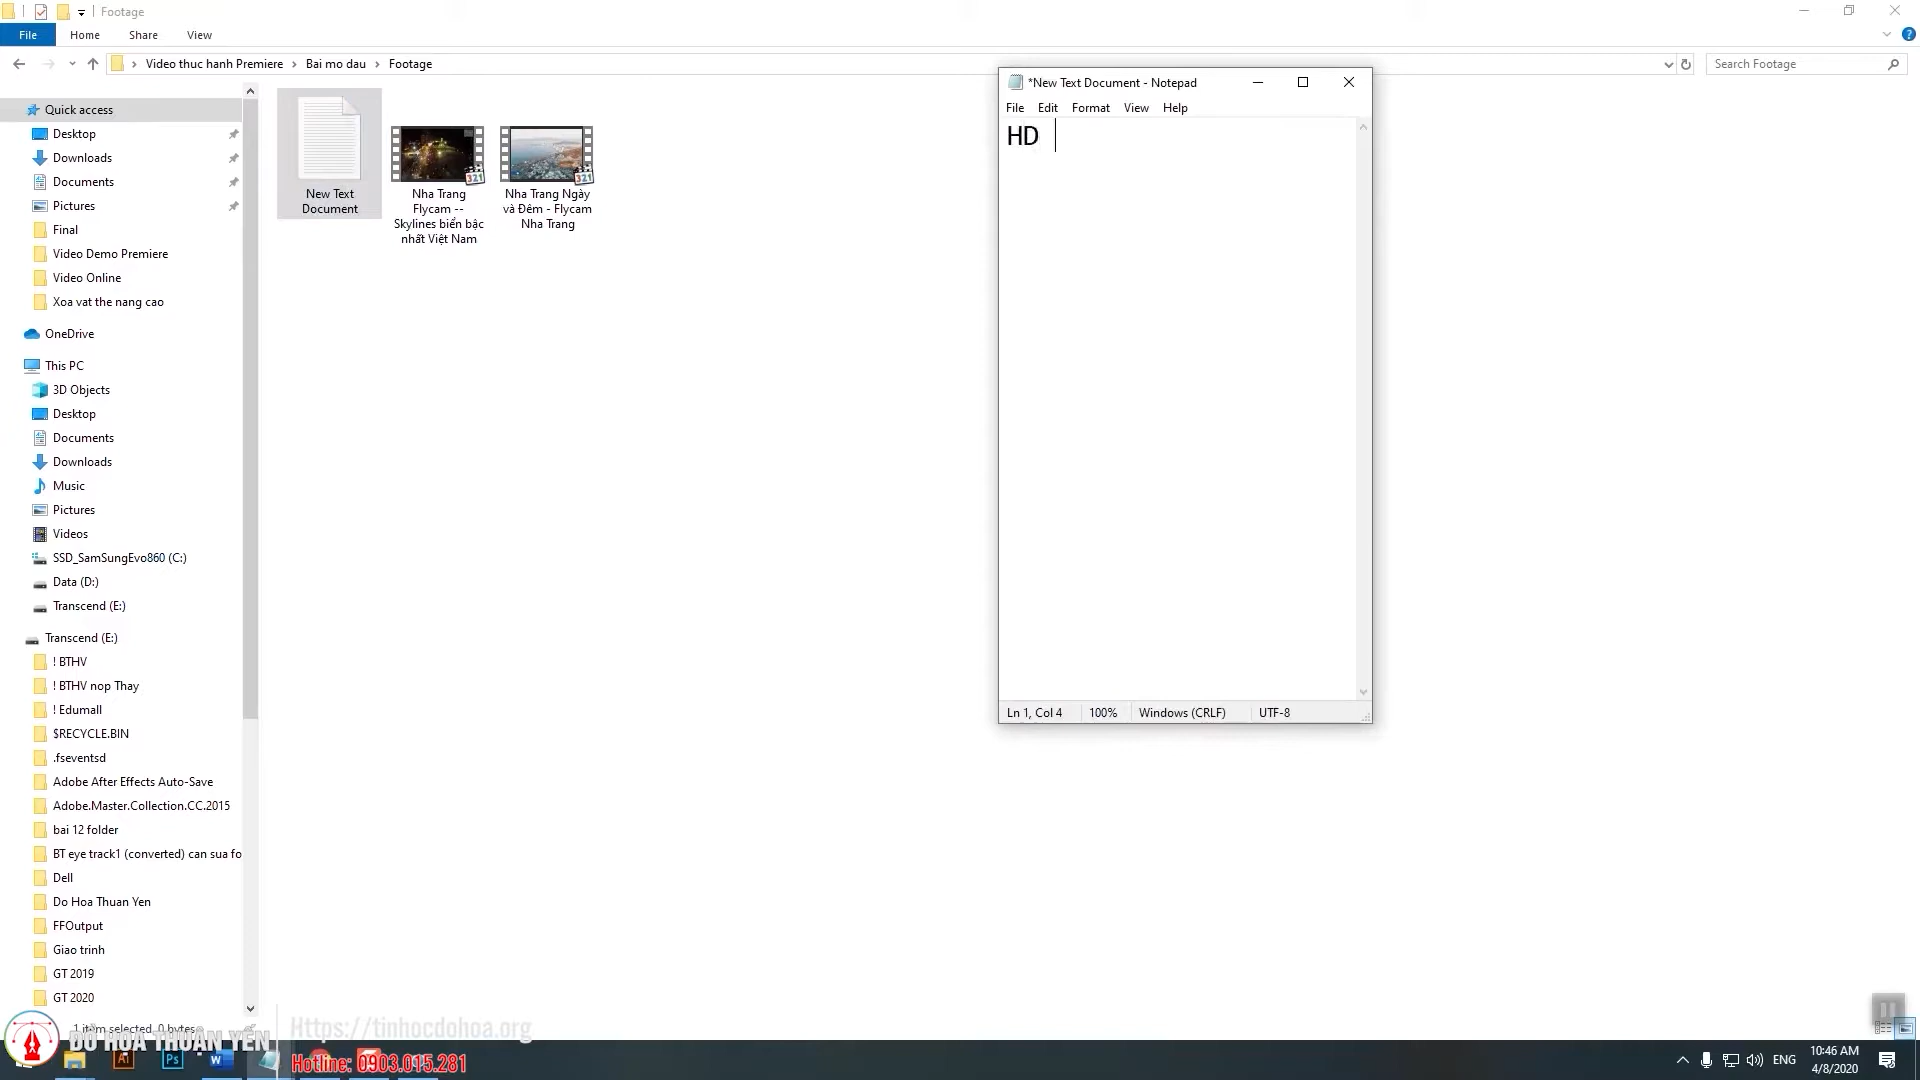 Footage
File Home Share View
Video thuc hanh Premiere Bai mo dau Footage
Search Footage
Quick access
Desktop
Downloads
Documents
Pictures
Final
Video Demo Premiere
Video Online
Xoa vat the nang cao
OneDrive
This PC
3D Objects
Desktop
Documents
Downloads
Music
Pictures
Videos
SSD_SamSungEvo860 (C:)
Data (D:)
Transcend (E:)
Transcend (E:)
! BTHV
! BTHV nop Thay
! Edumall
$RECYCLE.BIN
.fseventsd
Adobe After Effects Auto-Save
Adobe.Master.Collection.CC.2015
bai 12 folder
BT eye track1 (converted) can sua fo
Dell
Do Hoa Thuan Yen
FFOutput
Giao trinh
GT 2019
GT 2020
New Text
Document
Nha Trang
Flycam --
Skylines biển bậc
nhất Việt Nam
Nha Trang Ngày
và Đêm - Flycam
Nha Trang
321
321
*New Text Document - Notepad
File Edit Format View Help
HD
Ln 1, Col 4 100% Windows (CRLF) UTF-8
1 item selected 0 bytes
ĐỒ HỌA THUẬN YẾN
Https://tinhocdohoa.org
Hotline: 0903.015.281
Ai Ps W
ENG
10:46 AM
4/8/2020